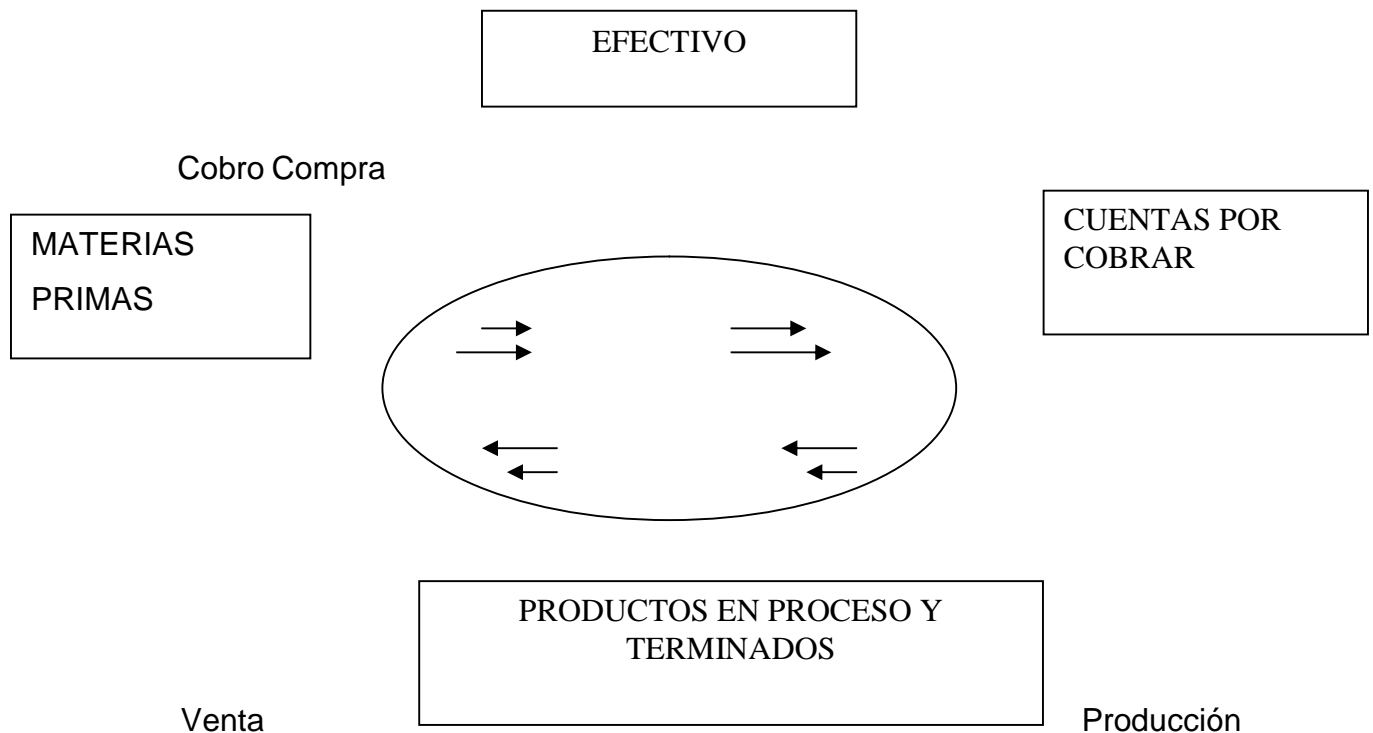 EFECTIVO
Cobro Compra
MATERIAS
PRIMAS
CUENTAS POR
COBRAR
PRODUCTOS EN PROCESO Y
TERMINADOS
Venta
Producción